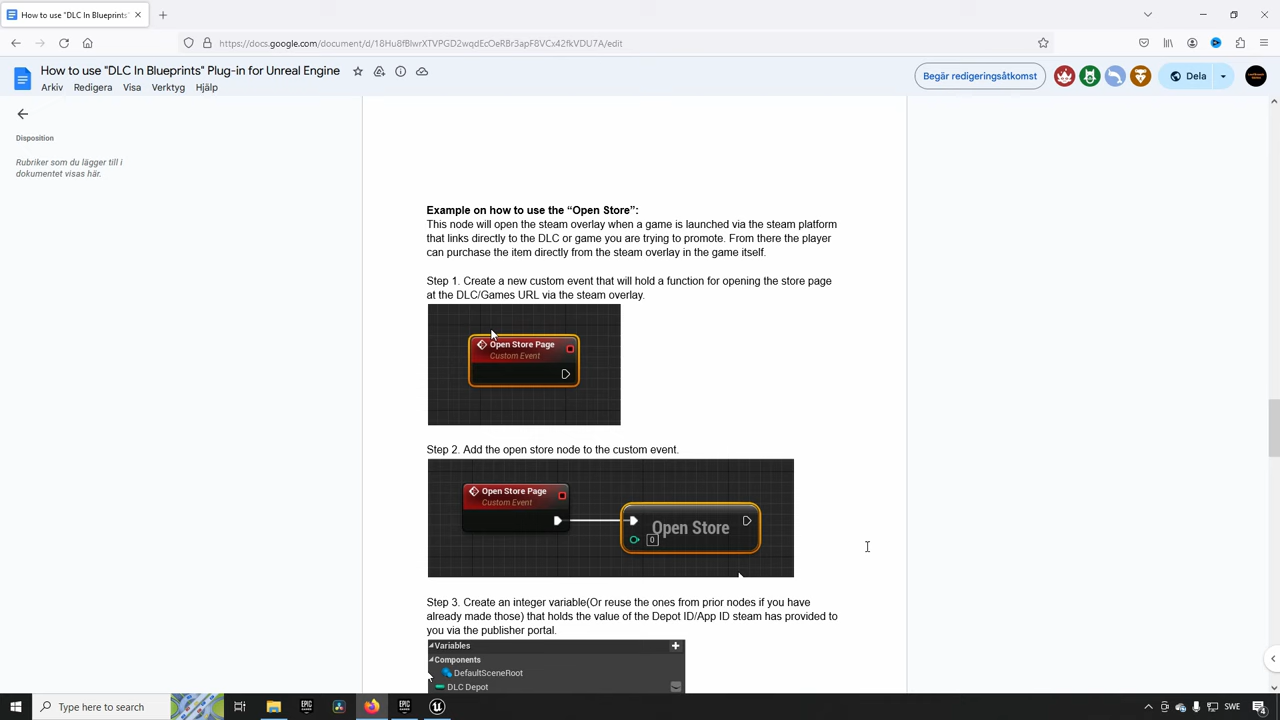 How to use "DLC In Blueprints"
https://docs.google.com/document/d/18Hu8fBIwrXTVPGD2wqdEcOeRBr3apF8VCx42fkVDU7A/edit
How to use "DLC In Blueprints" Plug-in for Unreal Engine
Begär redigeringsåtkomst
Dela
Arkiv Redigera Visa Verktyg Hjälp
Disposition
Rubriker som du lägger till i
dokumentet visas här.
Example on how to use the “Open Store”:
This node will open the steam overlay when a game is launched via the steam platform
that links directly to the DLC or game you are trying to promote. From there the player
can purchase the item directly from the steam overlay in the game itself.
Step 1. Create a new custom event that will hold a function for opening the store page
at the DLC/Games URL via the steam overlay.
Open Store Page
Custom Event
Step 2. Add the open store node to the custom event.
Open Store Page
Custom Event
Open Store
0
Step 3. Create an integer variable(Or reuse the ones from prior nodes if you have
already made those) that holds the value of the Depot ID/App ID steam has provided to
you via the publisher portal.
Variables
Components
DefaultSceneRoot
DLC Depot
Type here to search
EPIC GAMES
EPIC GAMES
SWE